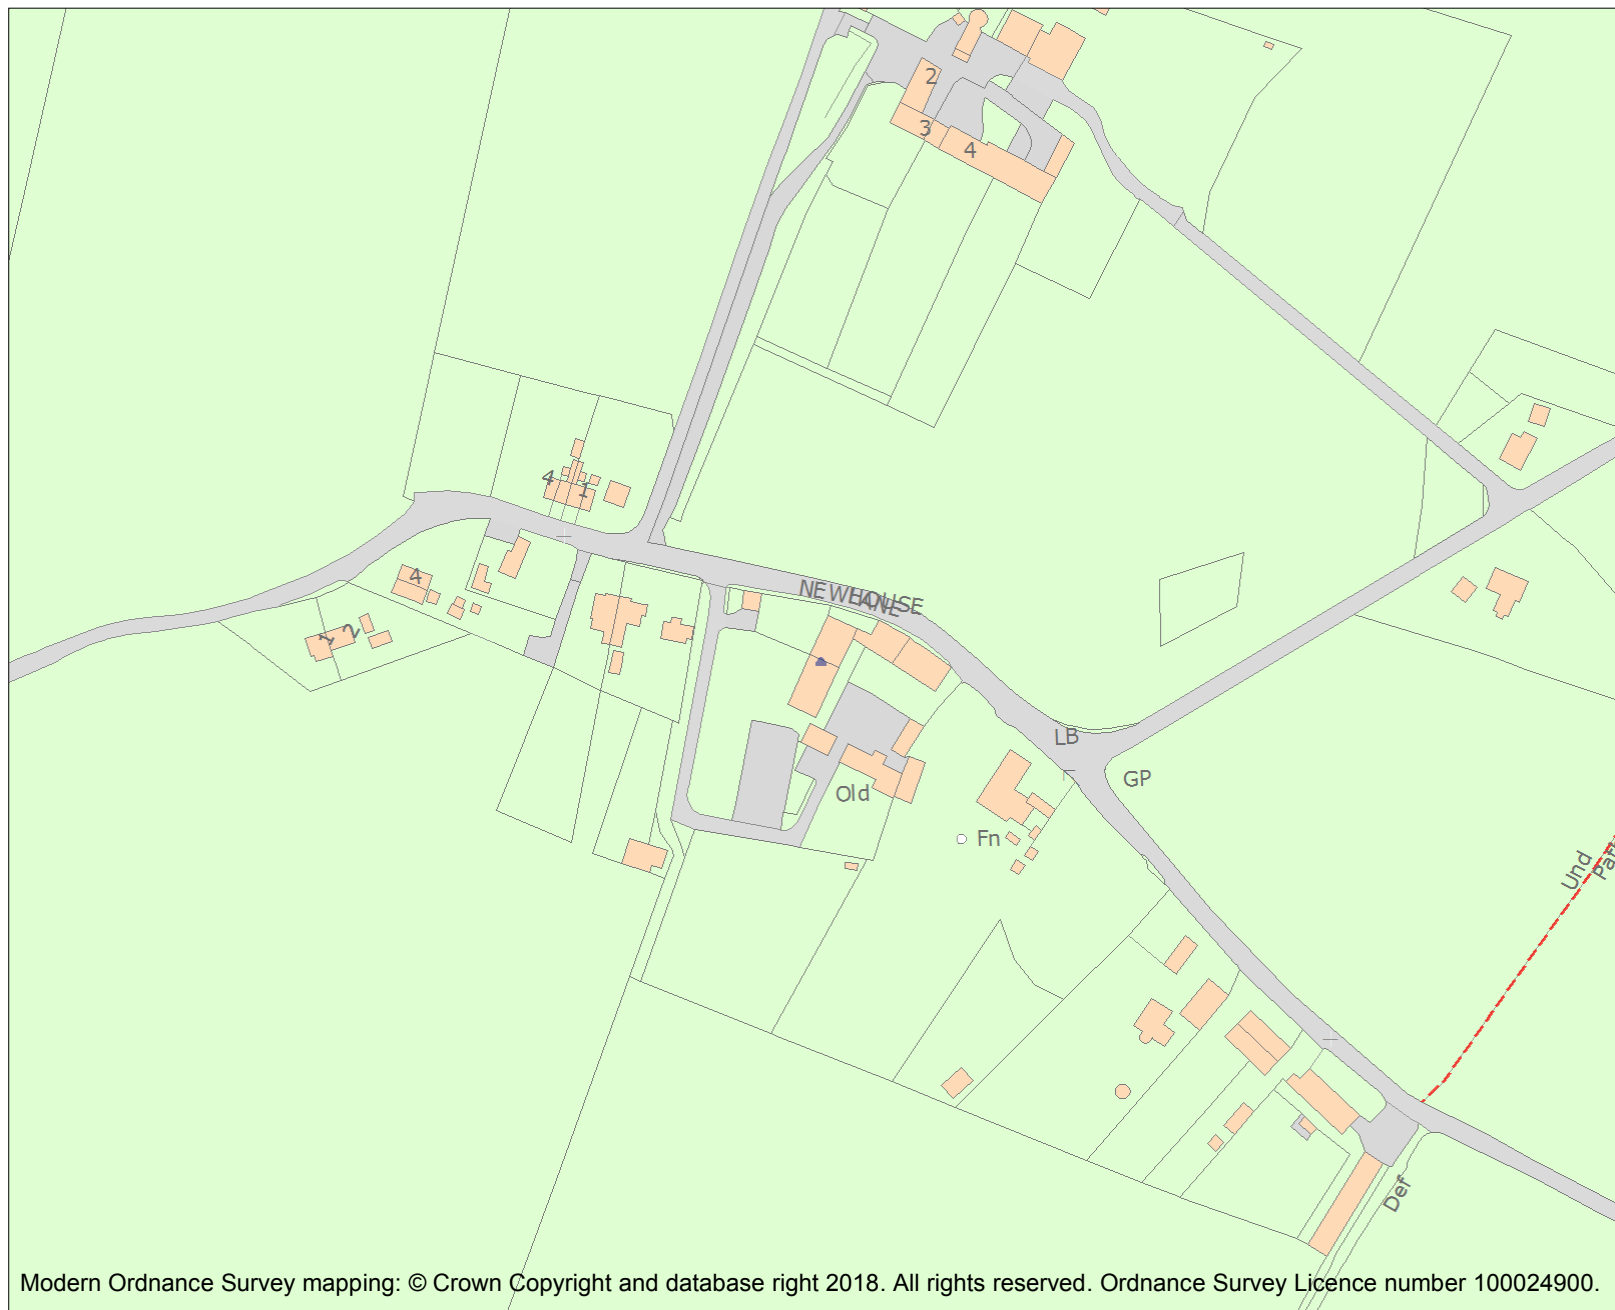 2
3
4
4
1
NEWHOUSE
LANE
4
1
2
LB
GP
Old
Fn
Und
Def
Modern Ordnance Survey mapping: © Crown Copyright and database right 2018. All rights reserved. Ordnance Survey Licence number 100024900.